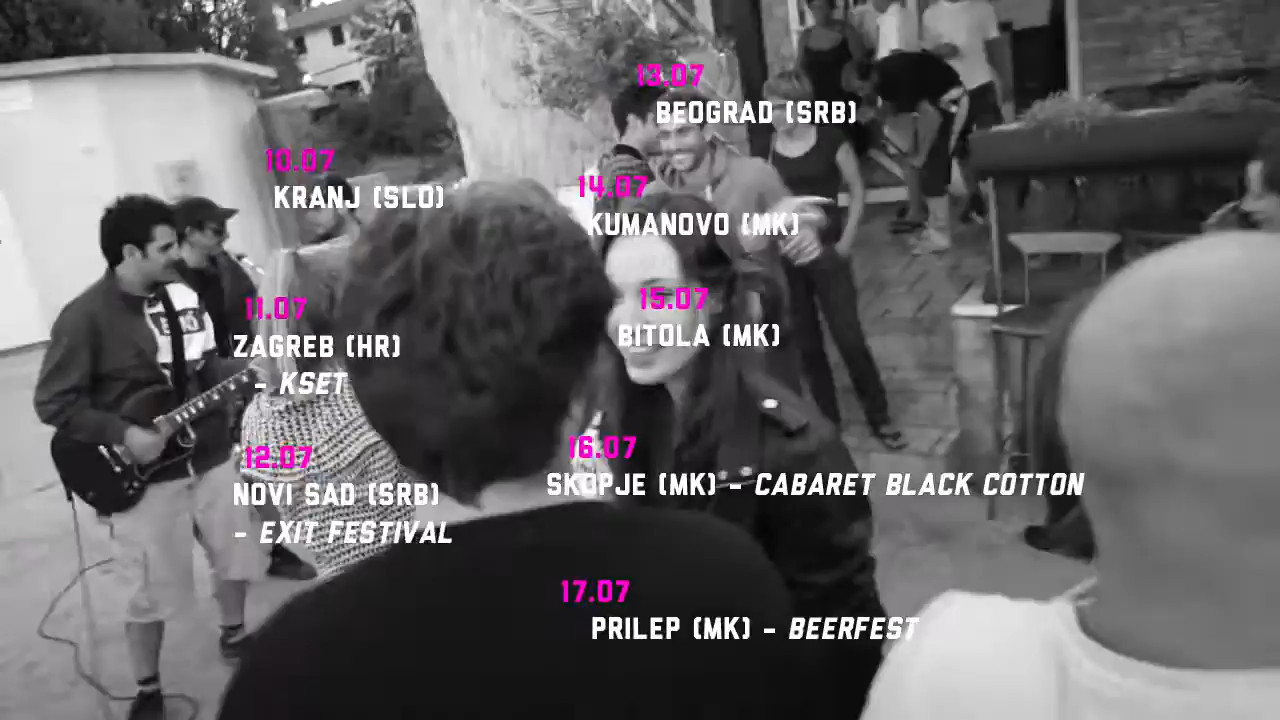 10.07
KRANJ (SLO)
11.07
ZAGREB (HR)
- KSET
12.07
NOVI SAD (SRB)
- EXIT FESTIVAL
13.07
BEOGRAD (SRB)
14.07
KUMANOVO (MK)
15.07
BITOLA (MK)
16.07
SKOPJE (MK) - CABARET BLACK COTTON
17.07
PRILEP (MK) - BEERFEST